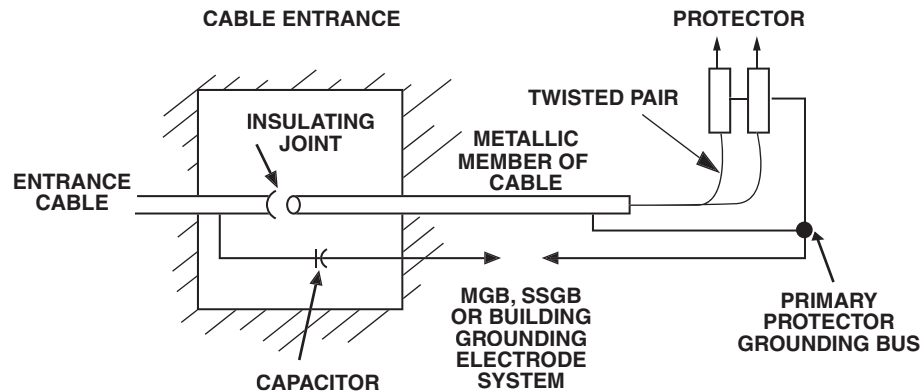 CABLE ENTRANCE
PROTECTOR
TWISTED PAIR
INSULATING
JOINT
METALLIC
MEMBER OF
CABLE
ENTRANCE
CABLE
MGB, SSGB
OR BUILDING
GROUNDING
ELECTRODE
SYSTEM
PRIMARY
PROTECTOR
GROUNDING BUS
CAPACITOR